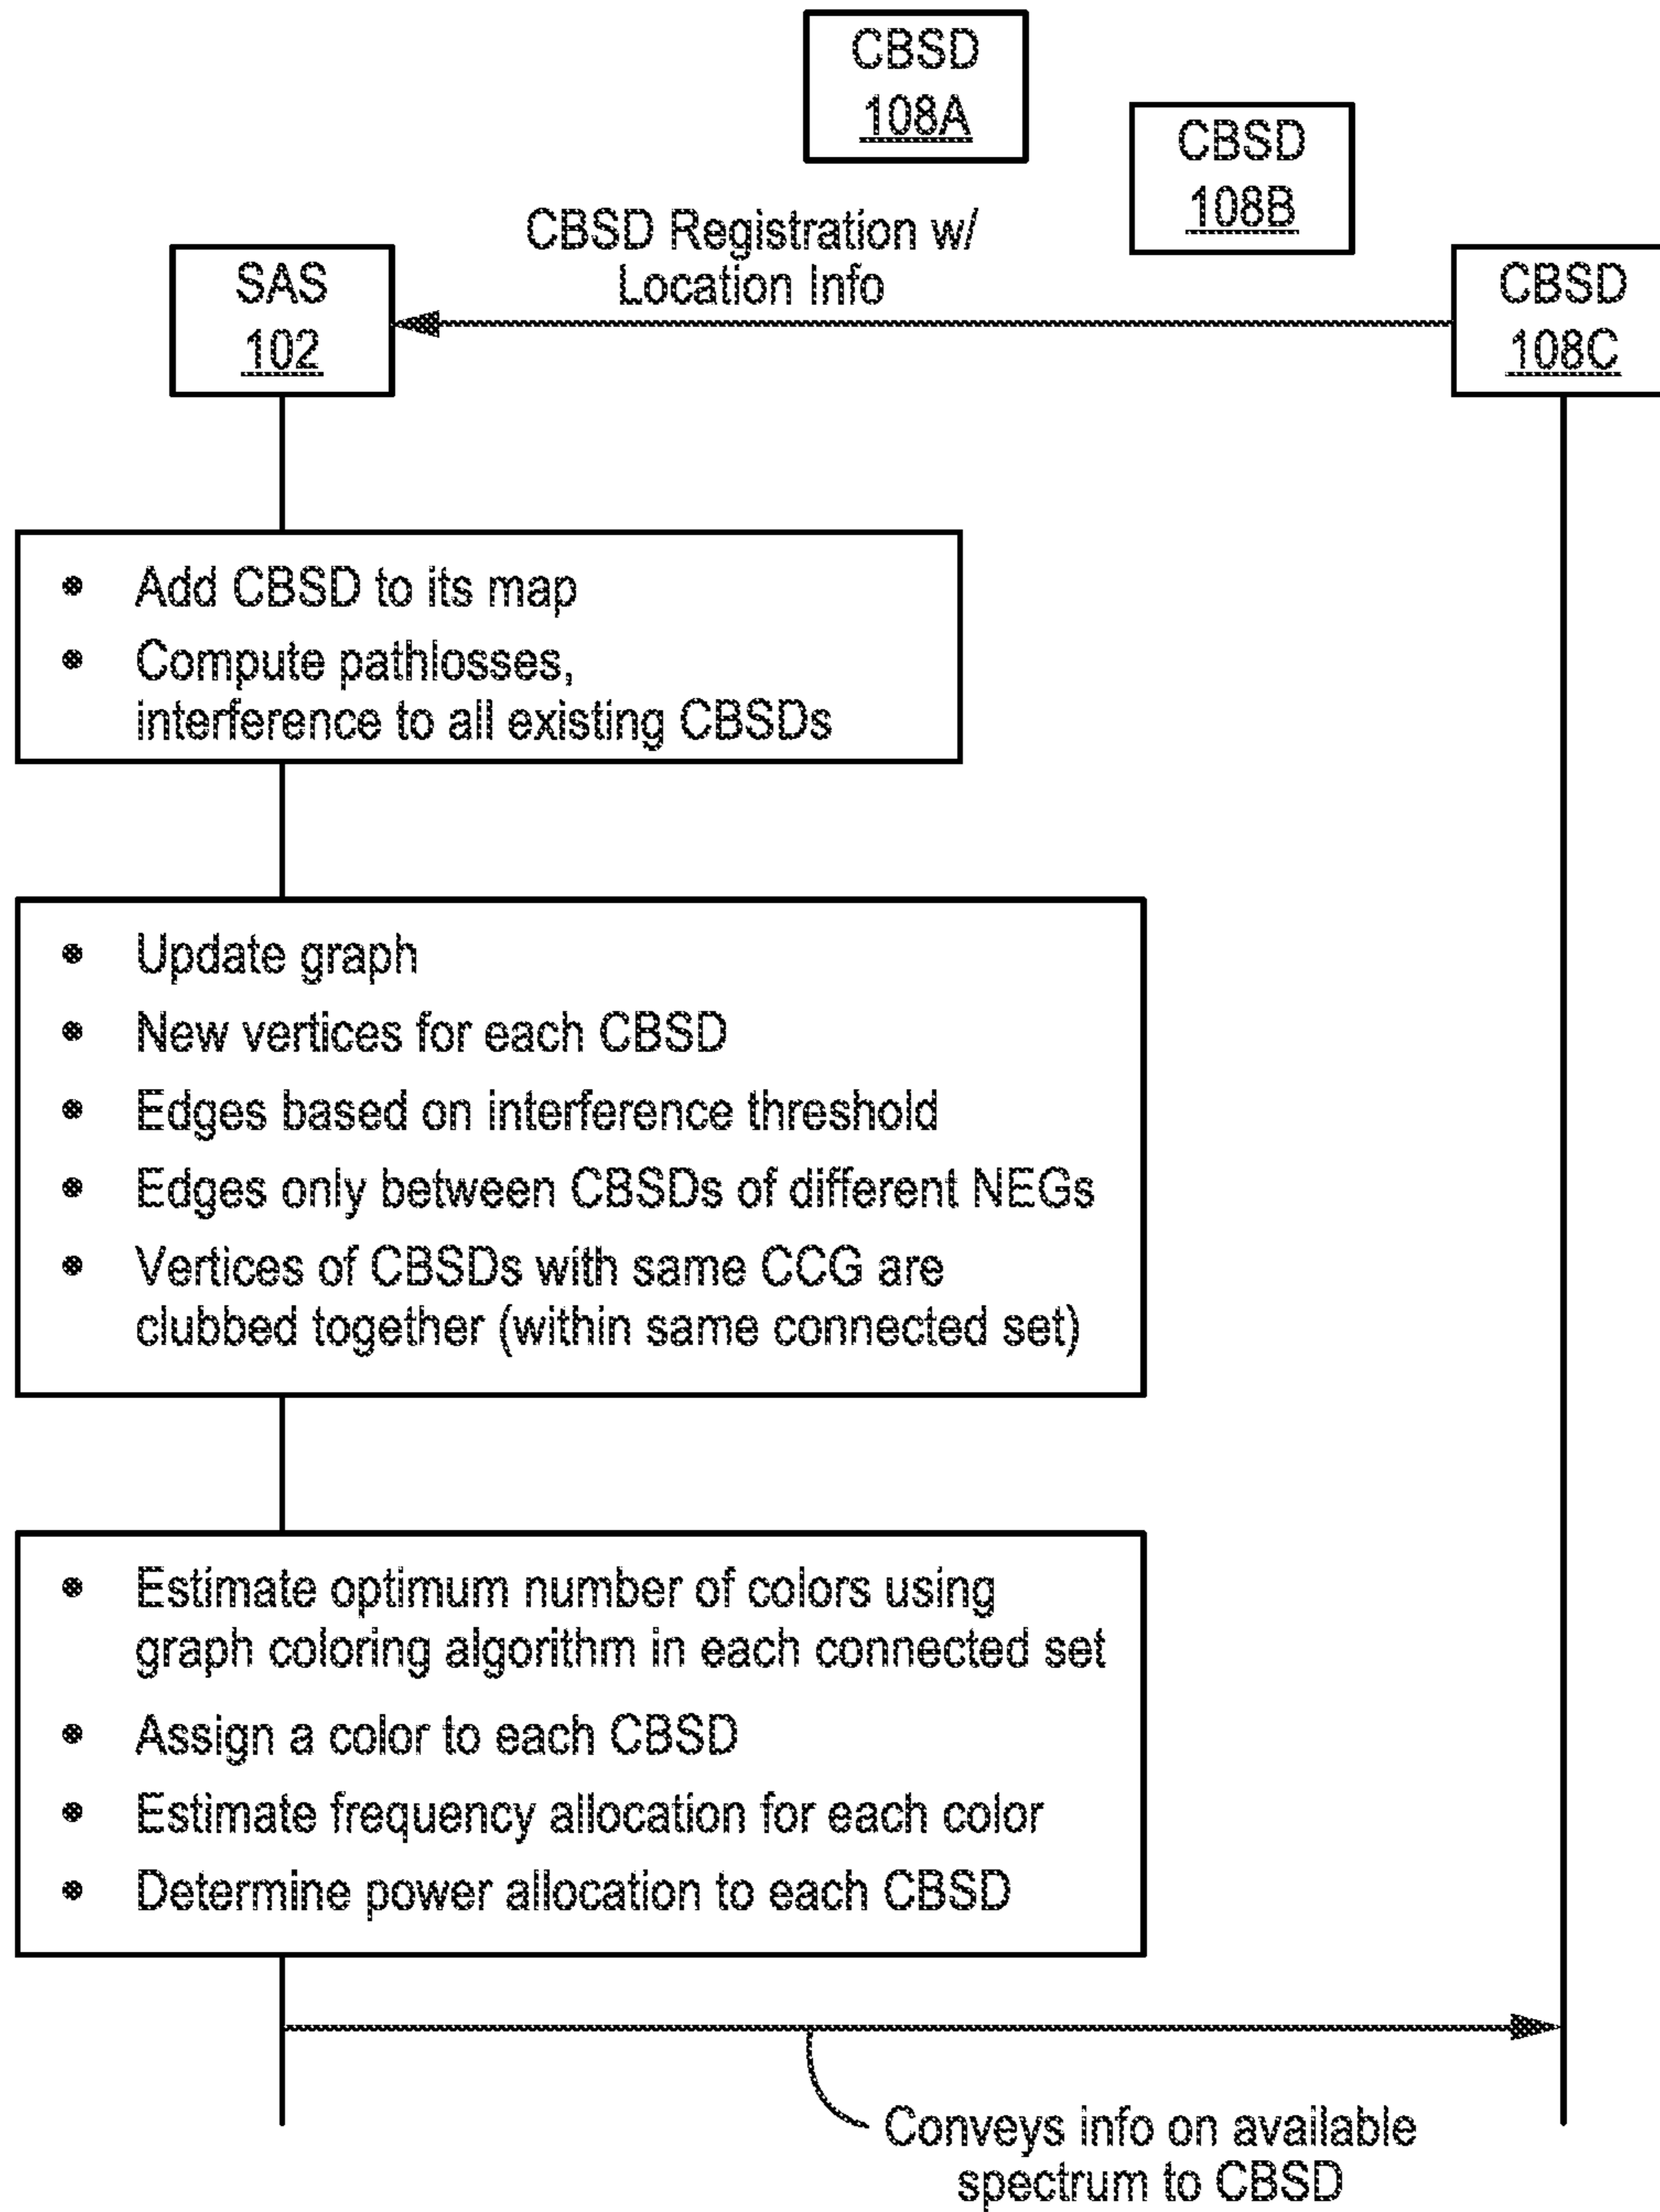 CBSD
108A
CBSD
108B
CBSD Registration w/
Location Info
SAS
102
CBSD
108C
• Add CBSD to its map
• Compute pathlosses,
interference to all existing CBSDs
• Update graph
• New vertices for each CBSD
• Edges based on interference threshold
• Edges only between CBSDs of different NEGs
• Vertices of CBSDs with same CCG are
clubbed together (within same connected set)
• Estimate optimum number of colors using
graph coloring algorithm in each connected set
• Assign a color to each CBSD
• Estimate frequency allocation for each color
• Determine power allocation to each CBSD
Conveys info on available
spectrum to CBSD